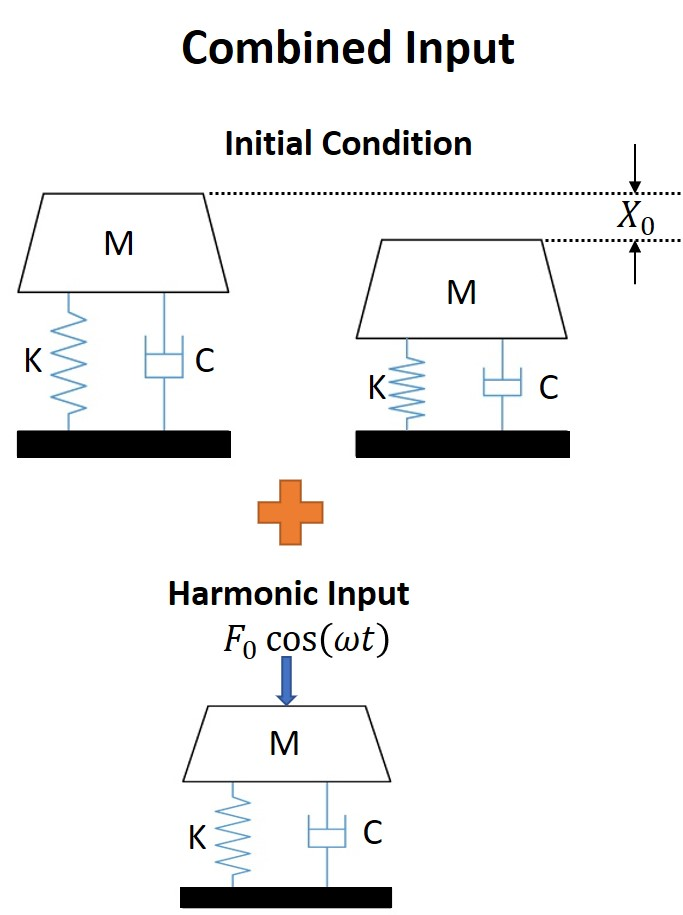 Combined Input
Initial Condition
X₀
M
M
K
C
K
C
Harmonic Input
F₀ cos(ωt)
M
K
C